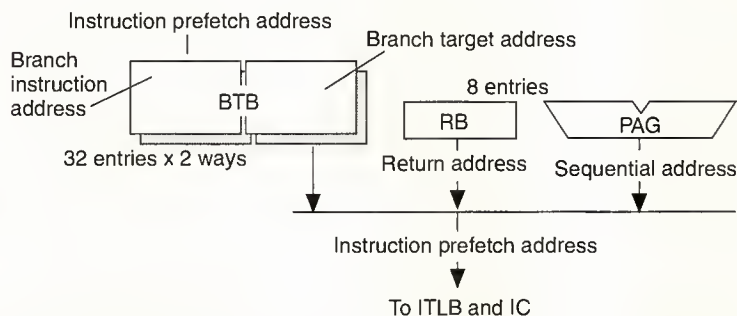 Instruction prefetch address
Branch target address
Branch
instruction
address
BTB
8 entries
RB
PAG
32 entries x 2 ways
Return address
Sequential address
Instruction prefetch address
To ITLB and IC